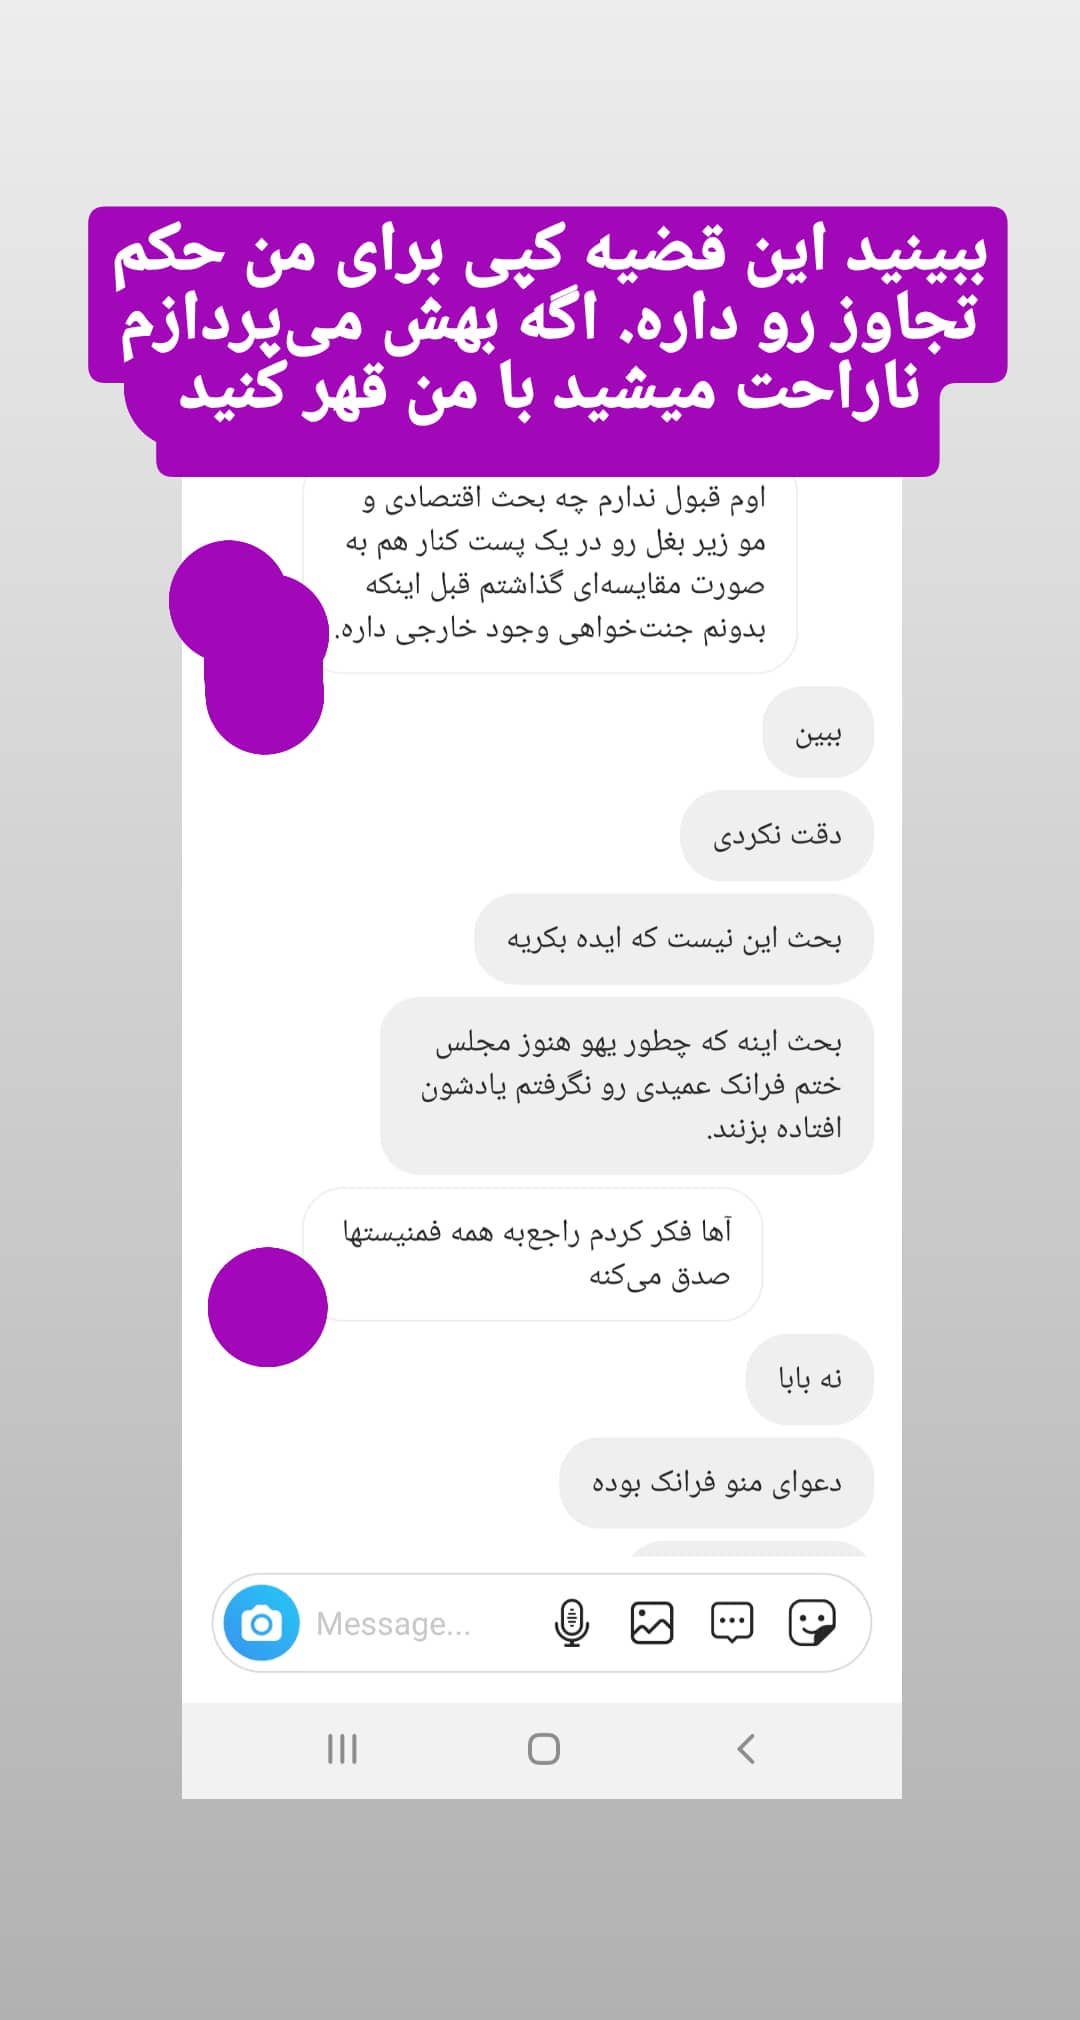 ببینید این قضیه کپی برای من حکم
تجاوز رو داره. اگه بهش می‌پردازم
ناراحت میشید با من قهر کنید
اوم قبول ندارم چه بحث اقتصادی و
مو زیر بغل رو در یک پست کنار هم به
صورت مقایسه‌ای گذاشتم قبل اینکه
بدونم جنت‌خواهی وجود خارجی داره.
ببین
دقت نکردی
بحث این نیست که ایده بکریه
بحث اینه که چطور یهو هنوز مجلس
ختم فرانک عمیدی رو نگرفتم یادشون
افتاده بزنند.
آها فکر کردم راجع‌به همه فمنیستها
صدق می‌کنه
نه بابا
دعوای منو فرانک بوده
Message...